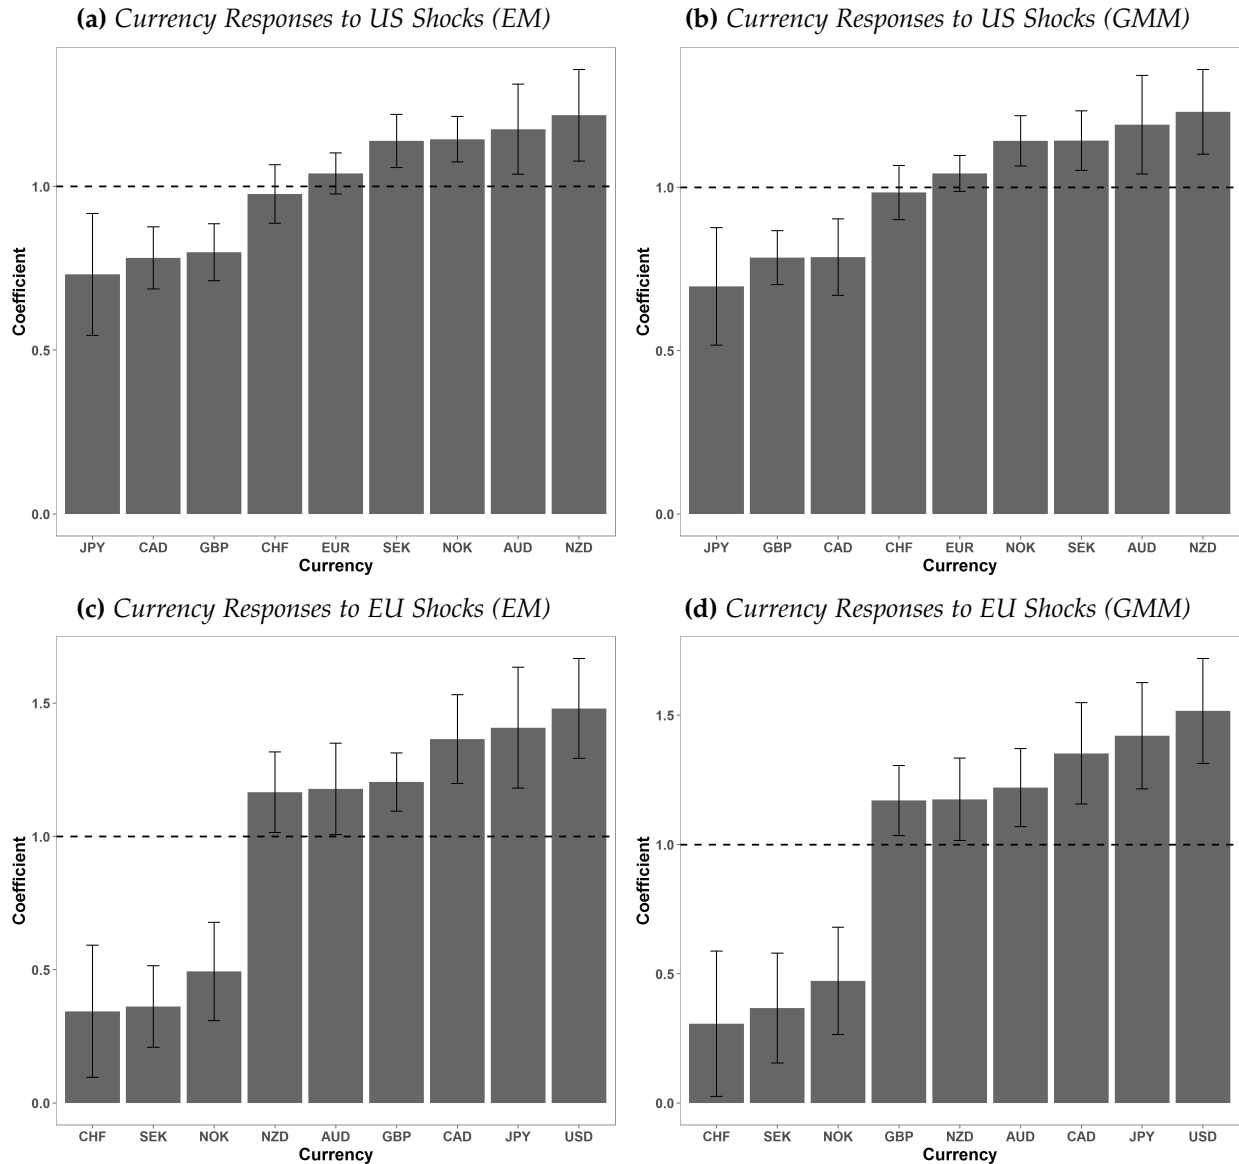 (a) Currency Responses to US Shocks (EM)
Coefficient
1.0
0.5
0.0
JPY CAD GBP CHF EUR SEK NOK AUD NZD
Currency
(b) Currency Responses to US Shocks (GMM)
Coefficient
1.0
0.5
0.0
JPY GBP CAD CHF EUR NOK SEK AUD NZD
Currency
(c) Currency Responses to EU Shocks (EM)
Coefficient
1.5
1.0
0.5
0.0
CHF SEK NOK NZD AUD GBP CAD JPY USD
Currency
(d) Currency Responses to EU Shocks (GMM)
Coefficient
1.5
1.0
0.5
0.0
CHF SEK NOK GBP NZD AUD CAD JPY USD
Currency